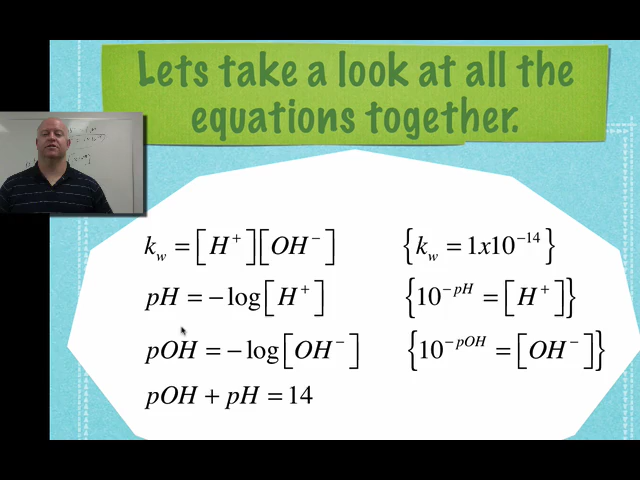 Lets take a look at all the
equations together.
k_w = [H⁺][OH⁻] {k_w = 1x10⁻¹⁴}
pH = −log[H⁺] {10^−pH = [H⁺]}
pOH = −log[OH⁻] {10^−pOH = [OH⁻]}
pOH + pH = 14